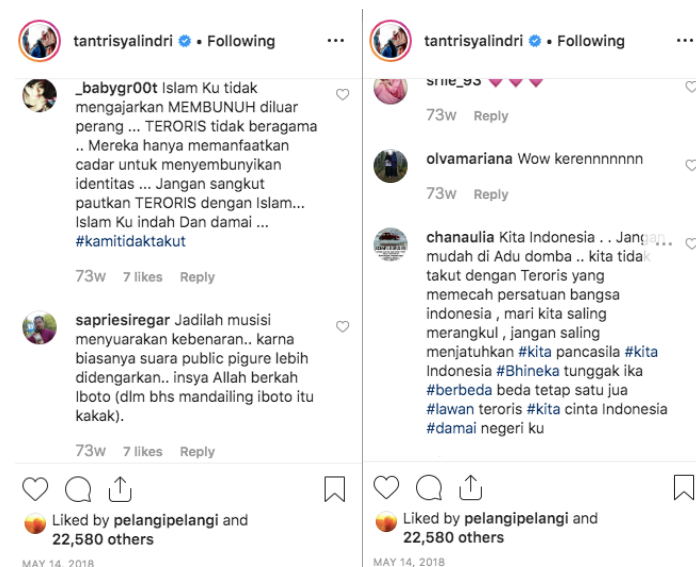 tantrisyalindri • Following
_babygr00t Islam Ku tidak
mengajarkan MEMBUNUH diluar
perang ... TERORIS tidak beragama
.. Mereka hanya memanfaatkan
cadar untuk menyembunyikan
identitas ... Jangan sangkut
pautkan TERORIS dengan Islam...
Islam Ku indah Dan damai ...
#kamitidaktakut
73w 7 likes Reply
sapriesiregar Jadilah musisi
menyuarakan kebenaran.. karna
biasanya suara public pigure lebih
didengarkan.. insya Allah berkah
Iboto (dlm bhs mandailing iboto itu
kakak).
73w 7 likes Reply
Liked by pelangipelangi and
22,580 others
MAY 14, 2018
tantrisyalindri • Following
srile_93
73w Reply
olvamariana Wow kerennnnnnn
73w Reply
chanaulia Kita Indonesia . . Jangan
mudah di Adu domba .. kita tidak
takut dengan Teroris yang
memecah persatuan bangsa
indonesia , mari kita saling
merangkul , jangan saling
menjatuhkan #kita pancasila #kita
Indonesia #Bhineka tunggak ika
#berbeda beda tetap satu jua
#lawan teroris #kita cinta Indonesia
#damai negeri ku
Liked by pelangipelangi and
22,580 others
MAY 14, 2018